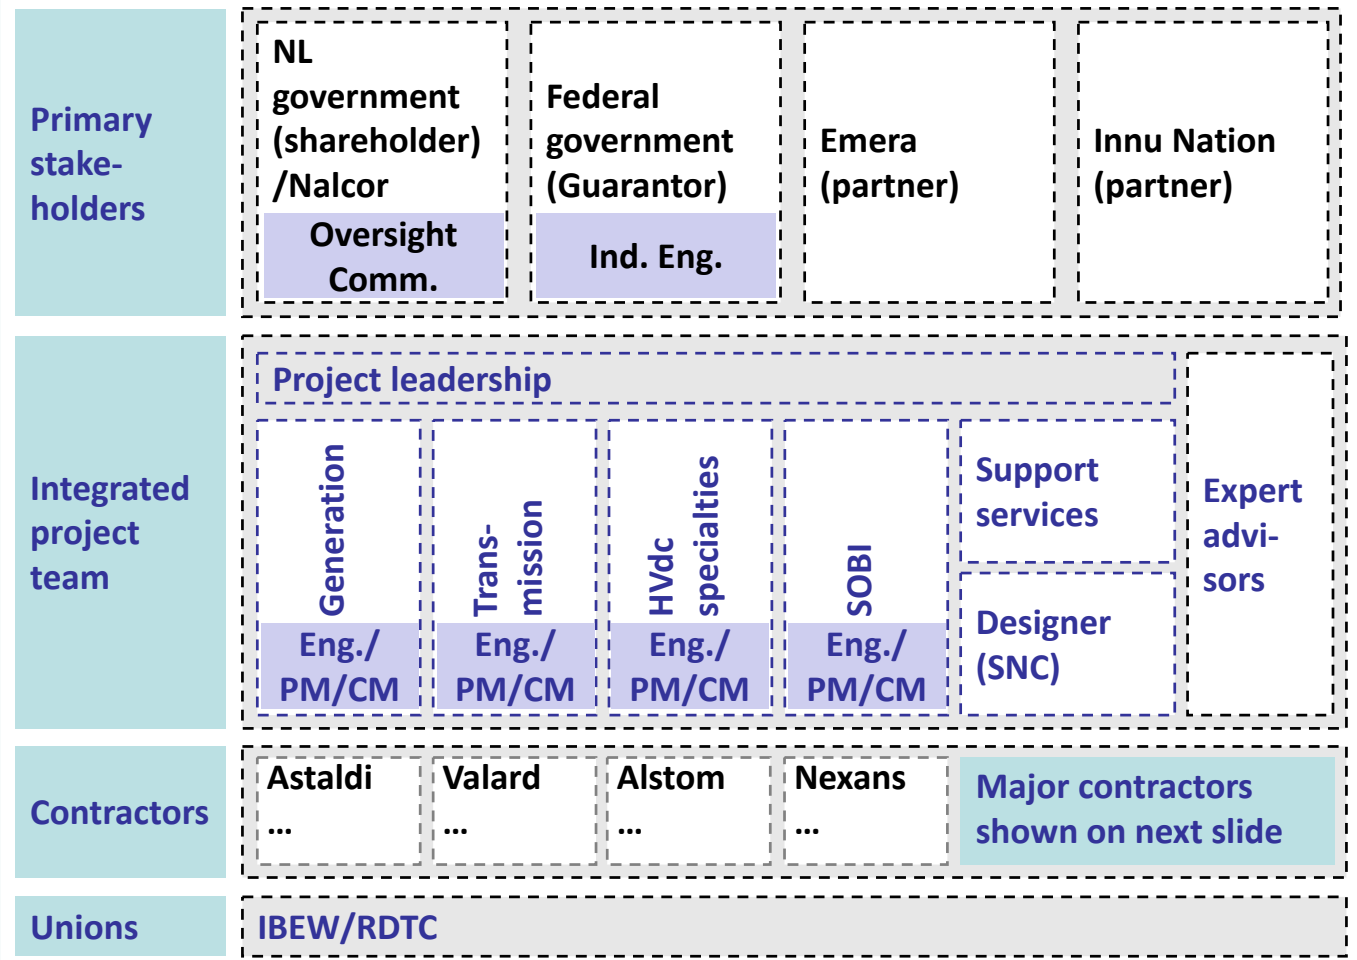 Primary
stake-
holders
NL
government
(shareholder)
/Nalcor
Oversight
Comm.
Federal
government
(Guarantor)
Ind. Eng.
Emera
(partner)
Innu Nation
(partner)
Integrated
project
team
Project leadership
Generation
Eng./
PM/CM
Trans-
mission
Eng./
PM/CM
HVdc
specialties
Eng./
PM/CM
SOBI
Eng./
PM/CM
Support
services
Designer
(SNC)
Expert
advi-
sors
Contractors
Astaldi
...
Valard
...
Alstom
...
Nexans
...
Major contractors
shown on next slide
Unions
IBEW/RDTC